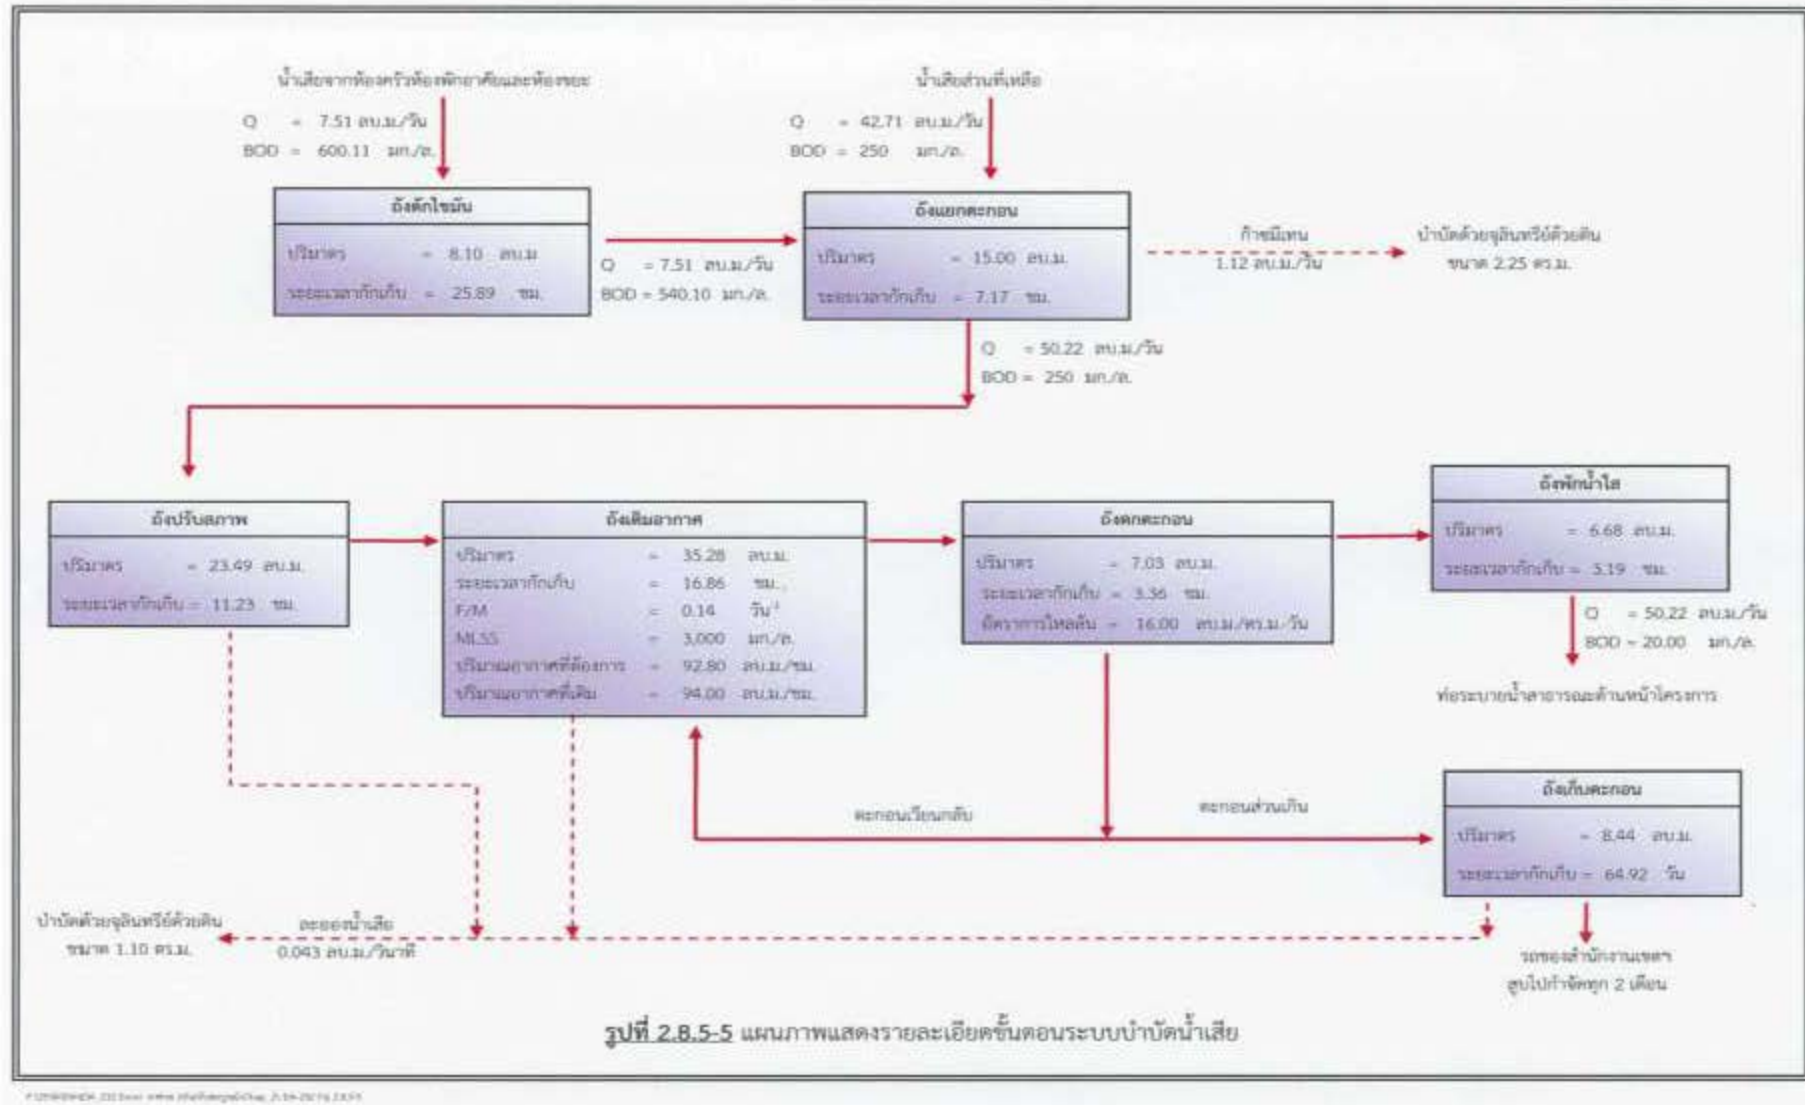 น้ำเสียจากห้องครัวห้องพักอาศัยและห้องขยะ
Q = 7.51 ลบ.ม./วัน
BOD = 600.11 มก./ล.
น้ำเสียส่วนที่เหลือ
Q = 42.71 ลบ.ม./วัน
BOD = 250 มก./ล.
ถังดักไขมัน
ปริมาตร = 8.10 ลบ.ม
ระยะเวลากักเก็บ = 25.89 ชม.
Q = 7.51 ลบ.ม./วัน
BOD = 540.10 มก./ล.
ถังแยกตะกอน
ปริมาตร = 15.00 ลบ.ม.
ระยะเวลากักเก็บ = 7.17 ชม.
ก๊าซมีเทน
1.12 ลบ.ม./วัน
บำบัดด้วยจุลินทรีย์ด้วยดิน
ขนาด 2.25 ตร.ม.
Q = 50.22 ลบ.ม./วัน
BOD = 250 มก./ล.
ถังปรับสภาพ
ปริมาตร = 23.49 ลบ.ม.
ระยะเวลากักเก็บ = 11.23 ชม.
ถังเติมอากาศ
ปริมาตร = 35.28 ลบ.ม.
ระยะเวลากักเก็บ = 16.86 ชม.,
F/M = 0.14 วัน⁻¹
MLSS = 3,000 มก./ล.
ปริมาณอากาศที่ต้องการ = 92.80 ลบ.ม./ชม.
ปริมาณอากาศที่เติม = 94.00 ลบ.ม./ชม.
ถังตกตะกอน
ปริมาตร = 7.03 ลบ.ม.
ระยะเวลากักเก็บ = 3.36 ชม.
อัตราการไหลล้น = 16.00 ลบ.ม./ตร.ม.-วัน
ถังพักน้ำใส
ปริมาตร = 6.68 ลบ.ม.
ระยะเวลากักเก็บ = 3.19 ชม.
Q = 50.22 ลบ.ม./วัน
BOD = 20.00 มก./ล.
ท่อระบายน้ำสาธารณะด้านหน้าโครงการ
ตะกอนเวียนกลับ
ตะกอนส่วนเกิน
ถังเก็บตะกอน
ปริมาตร = 8.44 ลบ.ม.
ระยะเวลากักเก็บ = 64.92 วัน
บำบัดด้วยจุลินทรีย์ด้วยดิน
ขนาด 1.10 ตร.ม.
ละอองน้ำเสีย
0.043 ลบ.ม./วินาที
รถของสำนักงานเขตฯ
สูบไปกำจัดทุก 2 เดือน
รูปที่ 2.8.5-5 แผนภาพแสดงรายละเอียดขั้นตอนระบบบำบัดน้ำเสีย